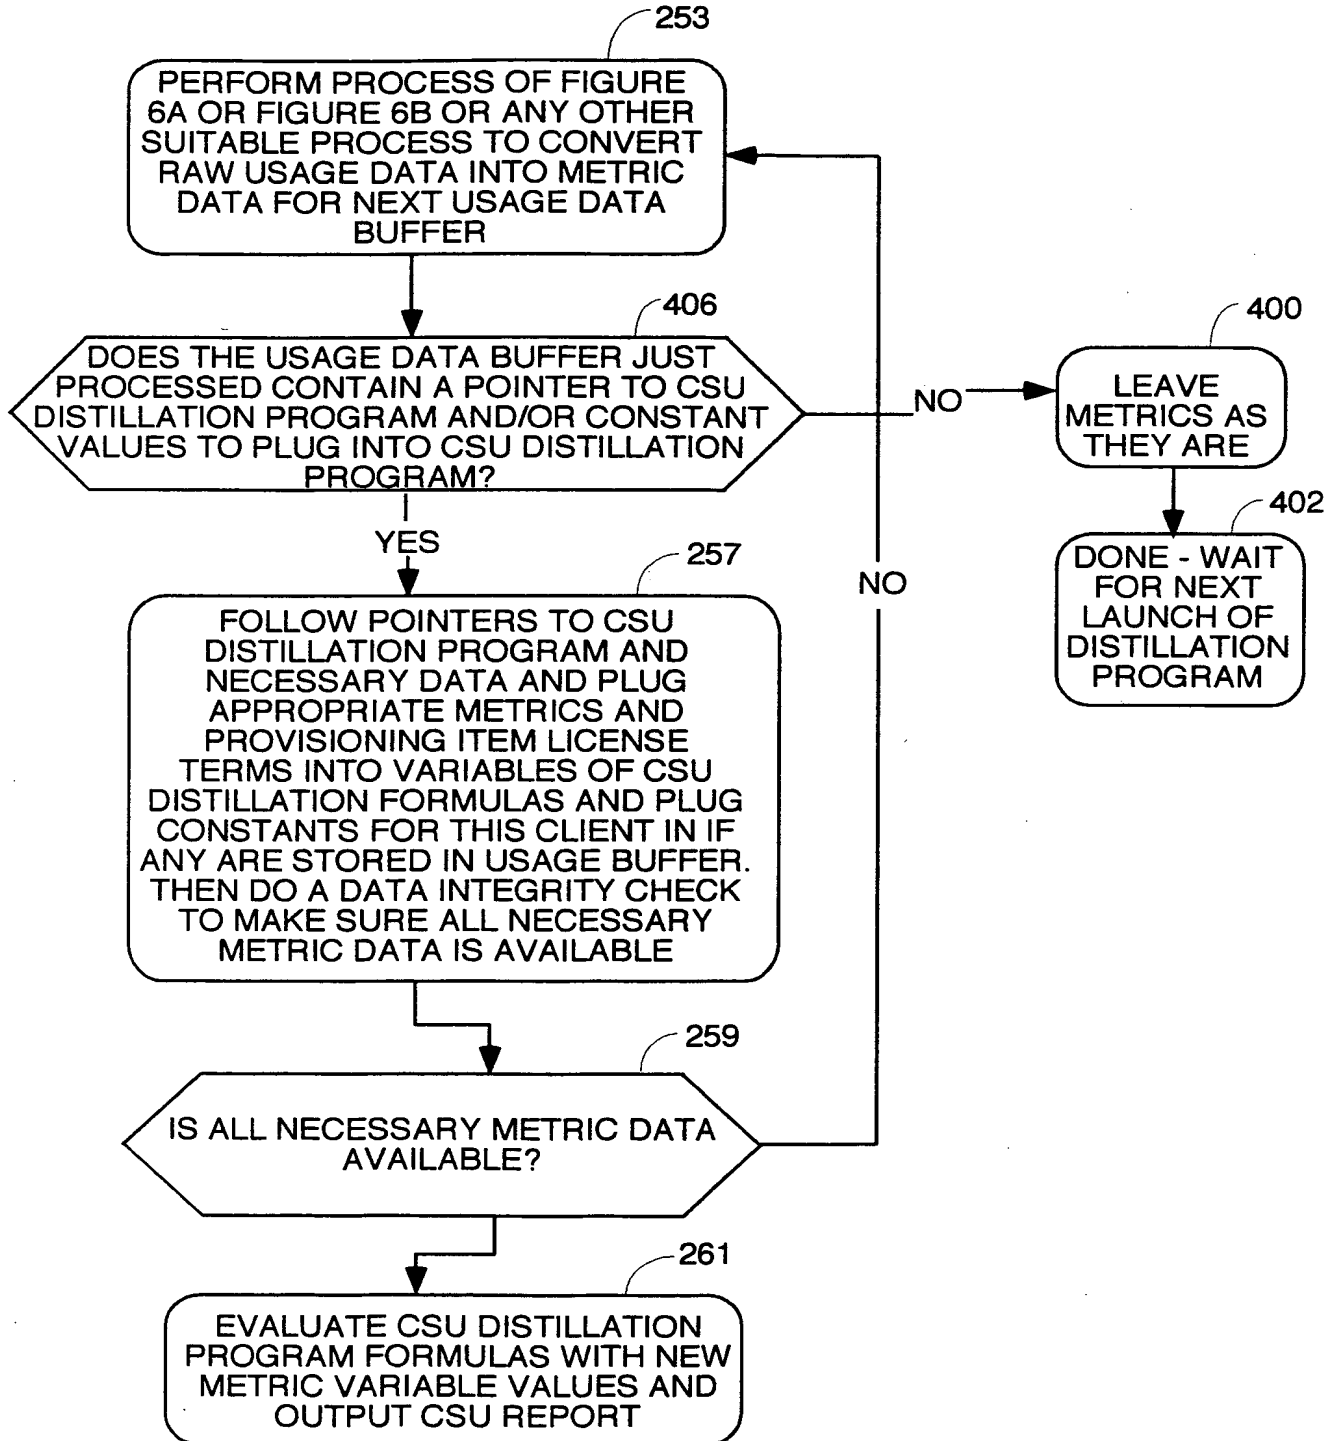 253
PERFORM PROCESS OF FIGURE
6A OR FIGURE 6B OR ANY OTHER
SUITABLE PROCESS TO CONVERT
RAW USAGE DATA INTO METRIC
DATA FOR NEXT USAGE DATA
BUFFER
406
DOES THE USAGE DATA BUFFER JUST
PROCESSED CONTAIN A POINTER TO CSU
DISTILLATION PROGRAM AND/OR CONSTANT
VALUES TO PLUG INTO CSU DISTILLATION
PROGRAM?
NO
400
LEAVE
METRICS AS
THEY ARE
402
DONE - WAIT
FOR NEXT
LAUNCH OF
DISTILLATION
PROGRAM
YES
257
FOLLOW POINTERS TO CSU
DISTILLATION PROGRAM AND
NECESSARY DATA AND PLUG
APPROPRIATE METRICS AND
PROVISIONING ITEM LICENSE
TERMS INTO VARIABLES OF CSU
DISTILLATION FORMULAS AND PLUG
CONSTANTS FOR THIS CLIENT IN IF
ANY ARE STORED IN USAGE BUFFER.
THEN DO A DATA INTEGRITY CHECK
TO MAKE SURE ALL NECESSARY
METRIC DATA IS AVAILABLE
NO
259
IS ALL NECESSARY METRIC DATA
AVAILABLE?
261
EVALUATE CSU DISTILLATION
PROGRAM FORMULAS WITH NEW
METRIC VARIABLE VALUES AND
OUTPUT CSU REPORT